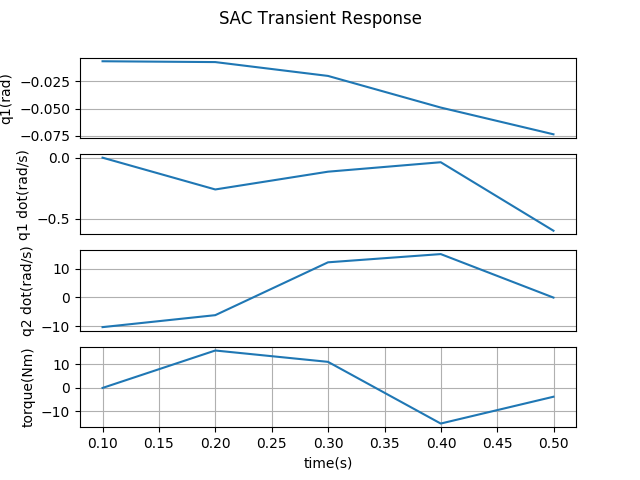 SAC Transient Response
q1(rad)
−0.025
−0.050
−0.075
q1 dot(rad/s)
0.0
−0.5
q2 dot(rad/s)
10
0
−10
torque(Nm)
10
0
−10
0.10 0.15 0.20 0.25 0.30 0.35 0.40 0.45 0.50
time(s)